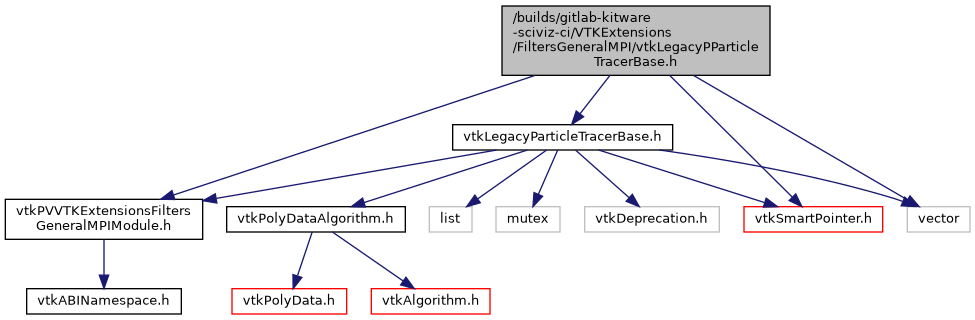 /builds/gitlab-kitware
-sciviz-ci/VTKExtensions
/FiltersGeneralMPI/vtkLegacyPParticle
TracerBase.h
vtkLegacyParticleTracerBase.h
vtkPVVTKExtensionsFilters
GeneralMPIModule.h
vtkPolyDataAlgorithm.h
list
mutex
vtkDeprecation.h
vtkSmartPointer.h
vector
vtkABINamespace.h
vtkPolyData.h
vtkAlgorithm.h